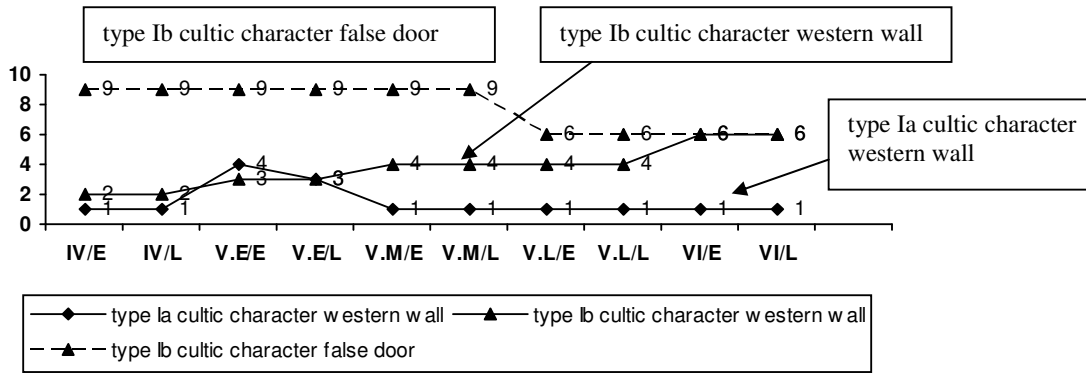 type Ib cultic character false door
type Ib cultic character western wall
type Ia cultic character
western wall
10
9 9 9 9 9 9
8
6 6 6 6 6 6
4 4 4 4 4
3 3 3
2 2 2
1 1 1 1 1 1 1 1
0
IV/E IV/L V.E/E V.E/L V.M/E V.M/L V.L/E V.L/L VI/E VI/L
type Ia cultic character western wall type Ib cultic character western wall
type Ib cultic character false door